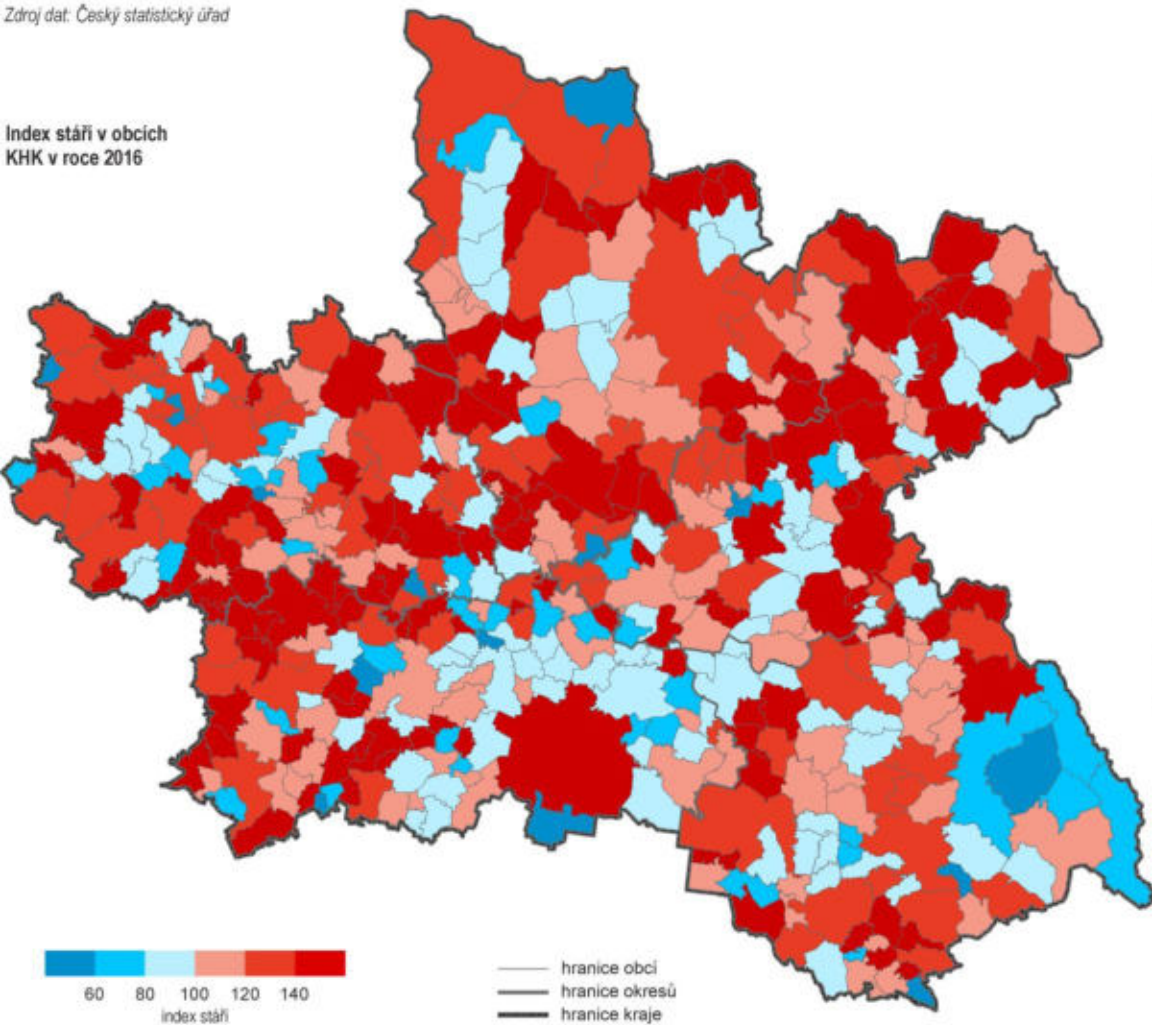 Zdroj dat: Český statistický úřad
Index stáří v obcích
KHK v roce 2016
60 80 100 120 140
index stáří
hranice obcí
hranice okresů
hranice kraje